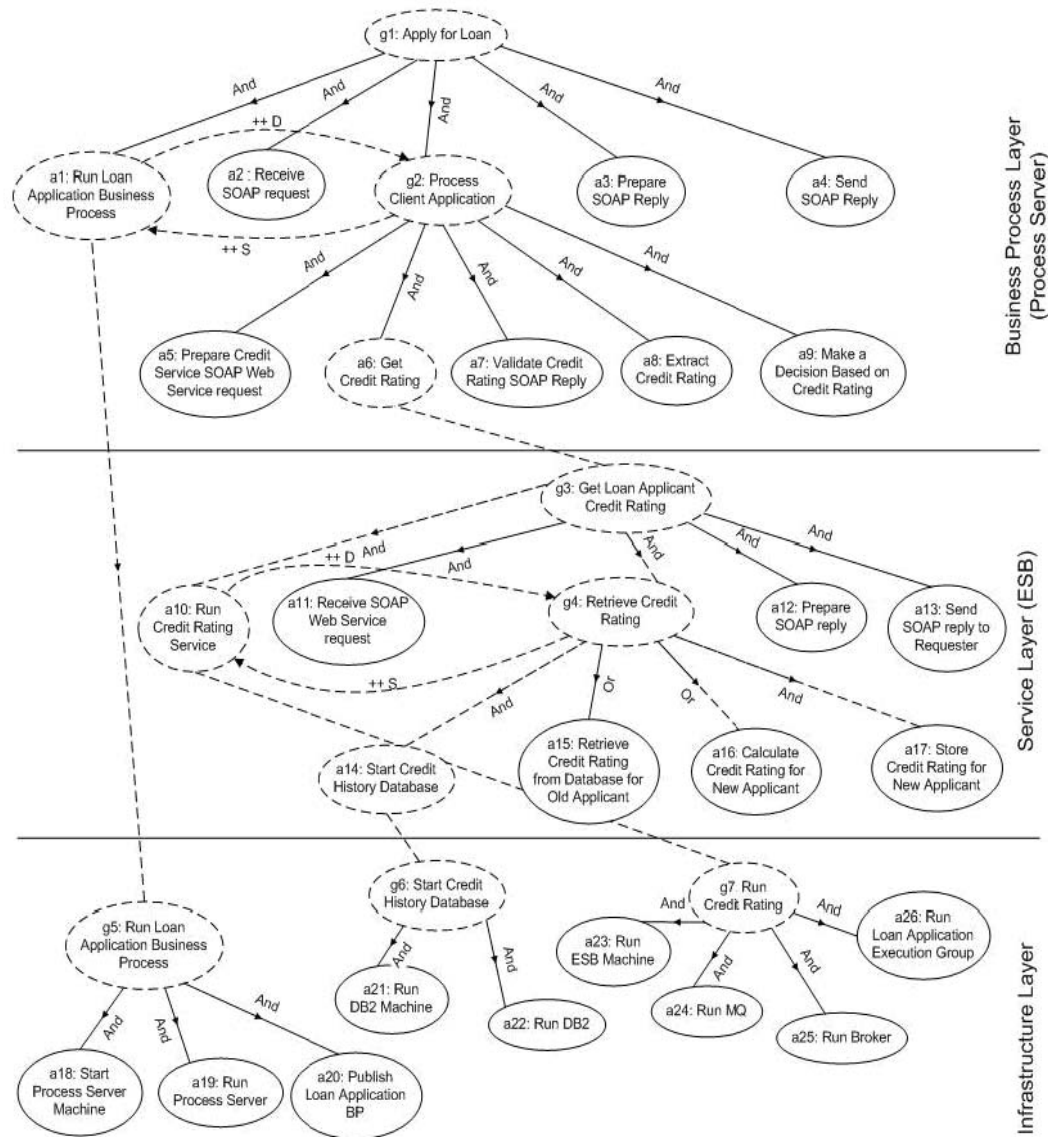 g1: Apply for Loan
And
And
And
And
And
++ D
a1: Run Loan
Application Business
Process
a2: Receive
SOAP request
g2: Process
Client Application
a3: Prepare
SOAP Reply
a4: Send
SOAP Reply
++ S
And
And
And
And
And
a5: Prepare Credit
Service SOAP Web
Service request
a6: Get
Credit Rating
a7: Validate Credit
Rating SOAP Reply
a8: Extract
Credit Rating
a9: Make a
Decision Based on
Credit Rating
Business Process Layer
(Process Server)
g3: Get Loan Applicant
Credit Rating
And
++ D
And
And
And
And
a10: Run
Credit Rating
Service
a11: Receive SOAP
Web Service
request
g4: Retrieve Credit
Rating
a12: Prepare
SOAP reply
a13: Send
SOAP reply to
Requester
++ S
And
Or
Or
And
a14: Start Credit
History Database
a15: Retrieve
Credit Rating
from Database for
Old Applicant
a16: Calculate
Credit Rating for
New Applicant
a17: Store
Credit Rating for
New Applicant
Service Layer (ESB)
g5: Run Loan
Application Business
Process
g6: Start Credit
History Database
g7: Run
Credit Rating
And
And
And
And
And
And
And
And
And
a18: Start
Process Server
Machine
a19: Run
Process Server
a20: Publish
Loan Application
BP
a21: Run
DB2 Machine
a22: Run DB2
a23: Run
ESB Machine
a24: Run MQ
a25: Run Broker
a26: Run
Loan Application
Execution Group
Infrastructure Layer